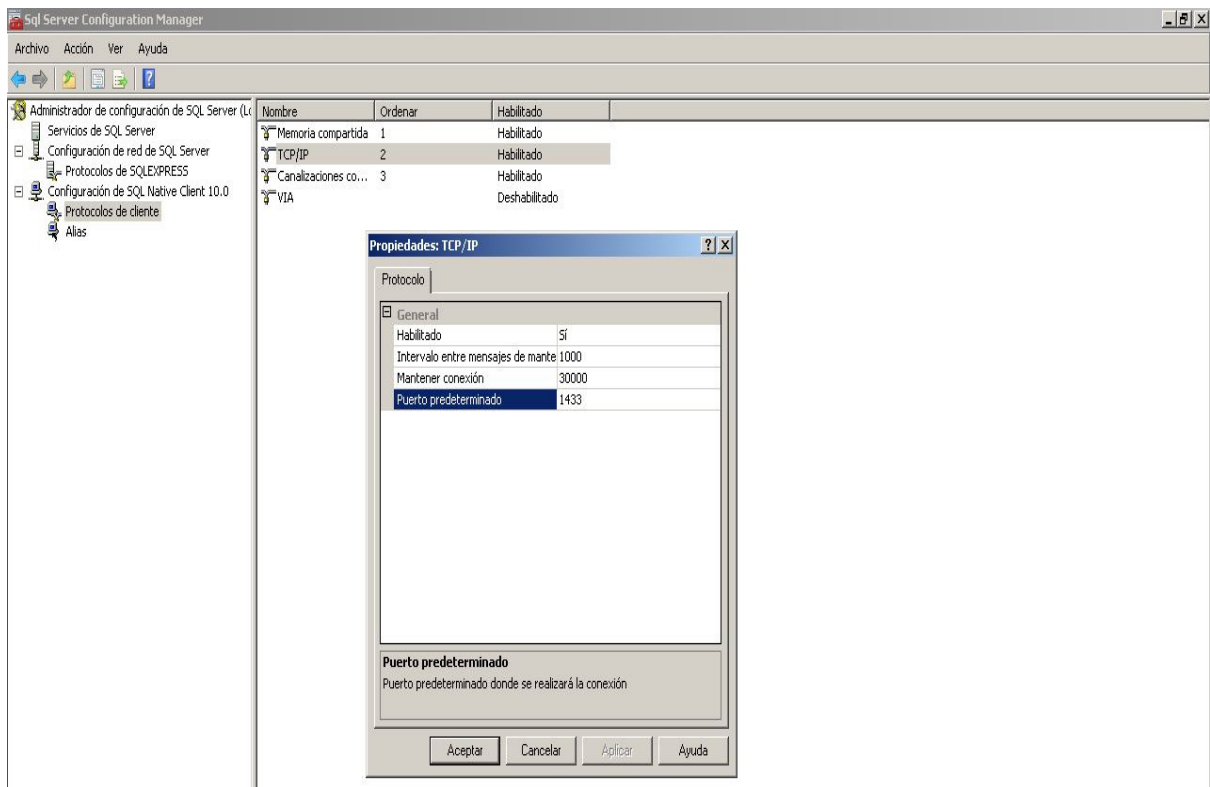 Sql Server Configuration Manager
Archivo Acción Ver Ayuda
Administrador de configuración de SQL Server (Lo
Servicios de SQL Server
Configuración de red de SQL Server
Protocolos de SQLEXPRESS
Configuración de SQL Native Client 10.0
Protocolos de cliente
Alias
Nombre Ordenar Habilitado
Memoria compartida 1 Habilitado
TCP/IP 2 Habilitado
Canalizaciones co... 3 Habilitado
VIA Deshabilitado
Propiedades: TCP/IP
Protocolo
General
Habilitado Sí
Intervalo entre mensajes de mante 1000
Mantener conexión 30000
Puerto predeterminado 1433
Puerto predeterminado
Puerto predeterminado donde se realizará la conexión
Aceptar Cancelar Aplicar Ayuda